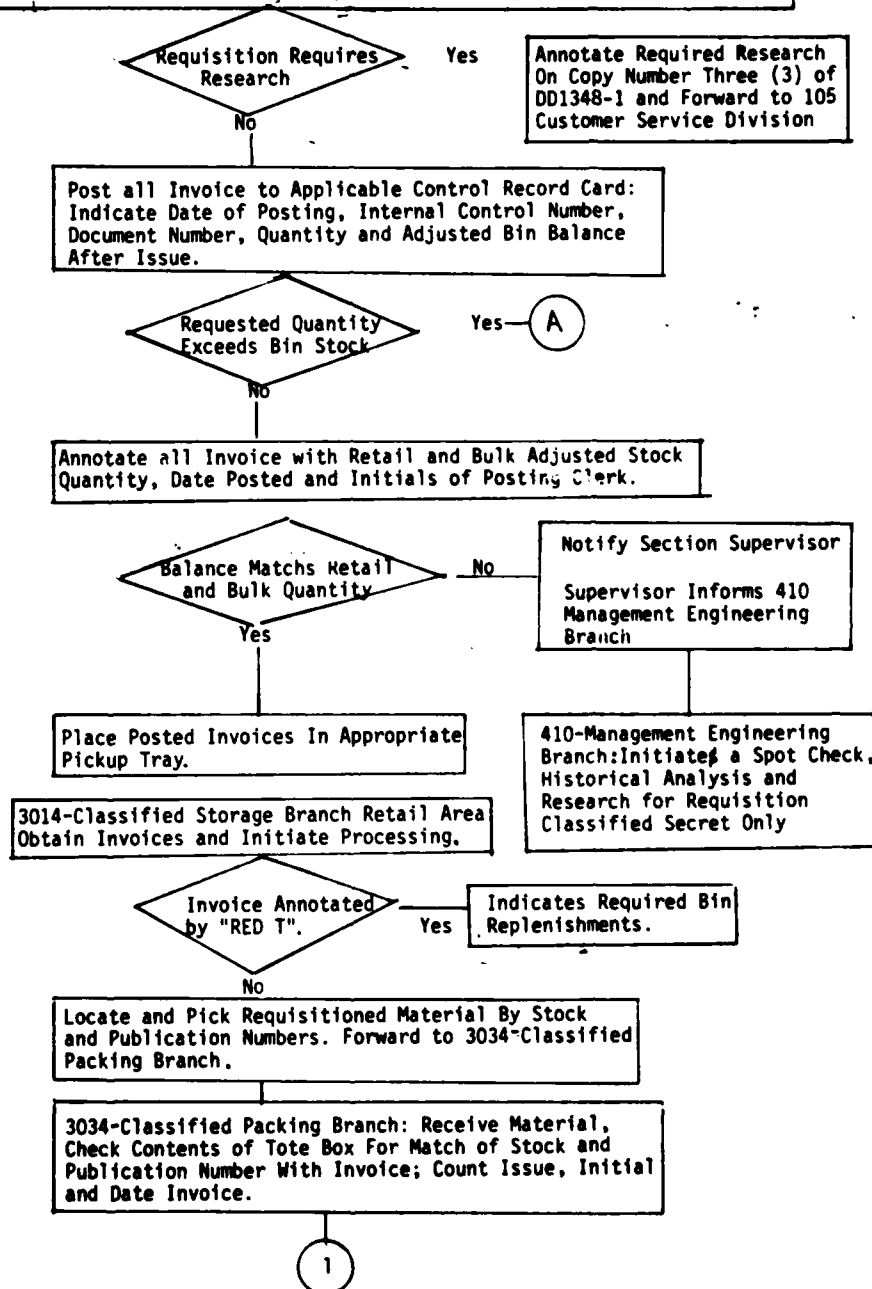 Requisition Requires
Research
Yes
Annotate Required Research
On Copy Number Three (3) of
DD1348-1 and Forward to 105
Customer Service Division
No
Post all Invoice to Applicable Control Record Card:
Indicate Date of Posting, Internal Control Number,
Document Number, Quantity and Adjusted Bin Balance
After Issue.
Requested Quantity
Exceeds Bin Stock
Yes
A
No
Annotate all Invoice with Retail and Bulk Adjusted Stock
Quantity, Date Posted and Initials of Posting Clerk.
Balance Matchs Retail
and Bulk Quantity
No
Notify Section Supervisor
Supervisor Informs 410
Management Engineering
Branch
Yes
Place Posted Invoices In Appropriate
Pickup Tray.
410-Management Engineering
Branch:Initiates a Spot Check,
Historical Analysis and
Research for Requisition
Classified Secret Only
3014-Classified Storage Branch Retail Area
Obtain Invoices and Initiate Processing.
Invoice Annotated
by "RED T".
Yes
Indicates Required Bin
Replenishments.
No
Locate and Pick Requisitioned Material By Stock
and Publication Numbers. Forward to 3034-Classified
Packing Branch.
3034-Classified Packing Branch: Receive Material,
Check Contents of Tote Box For Match of Stock and
Publication Number With Invoice; Count Issue, Initial
and Date Invoice.
1